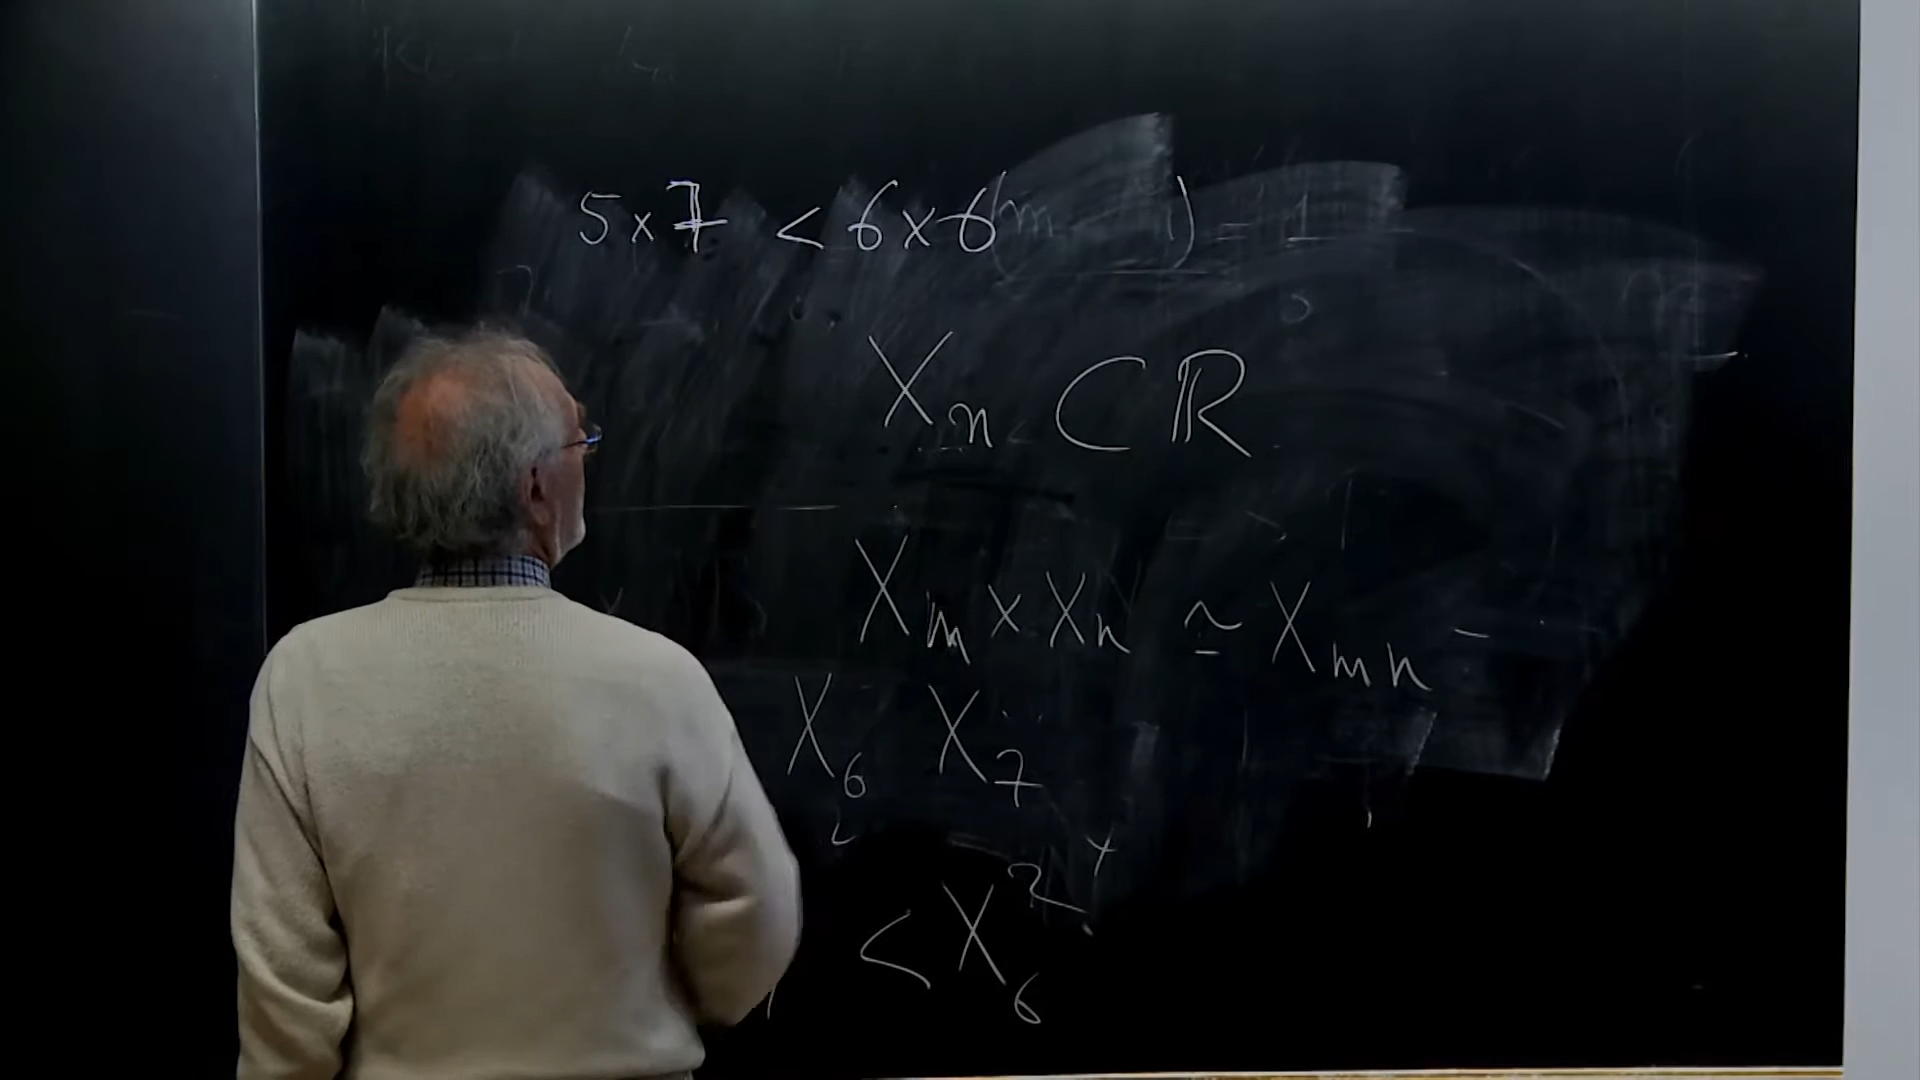 5 x 7 < 6 x 6
X_n ⊂ ℝ
X_m x X_n ≃ X_mn
X_6 X_7
< X_6^2